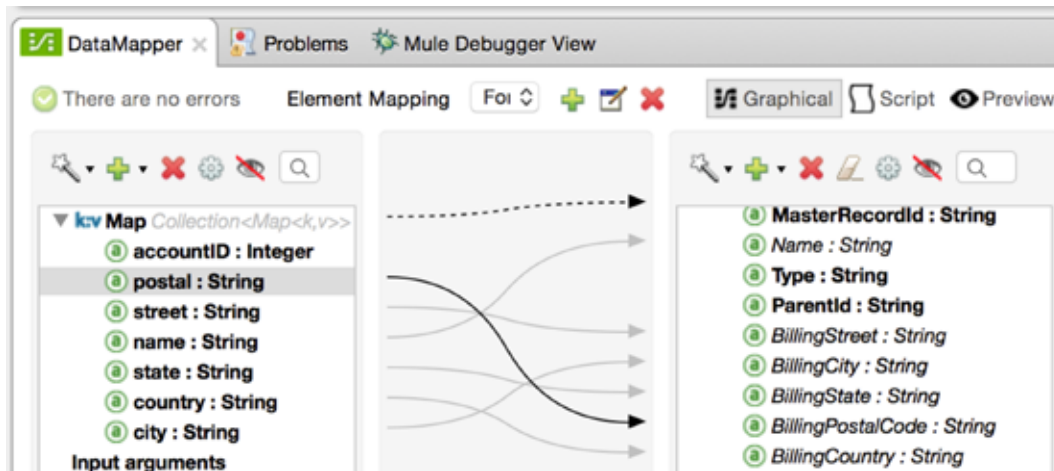 DataMapper Problems Mule Debugger View
There are no errors Element Mapping For Graphical Script Preview
k:v Map Collection<Map<k,v>>
a accountID : Integer
a postal : String
a street : String
a name : String
a state : String
a country : String
a city : String
Input arguments
a MasterRecordId : String
a Name : String
a Type : String
a ParentId : String
a BillingStreet : String
a BillingCity : String
a BillingState : String
a BillingPostalCode : String
a BillingCountry : String